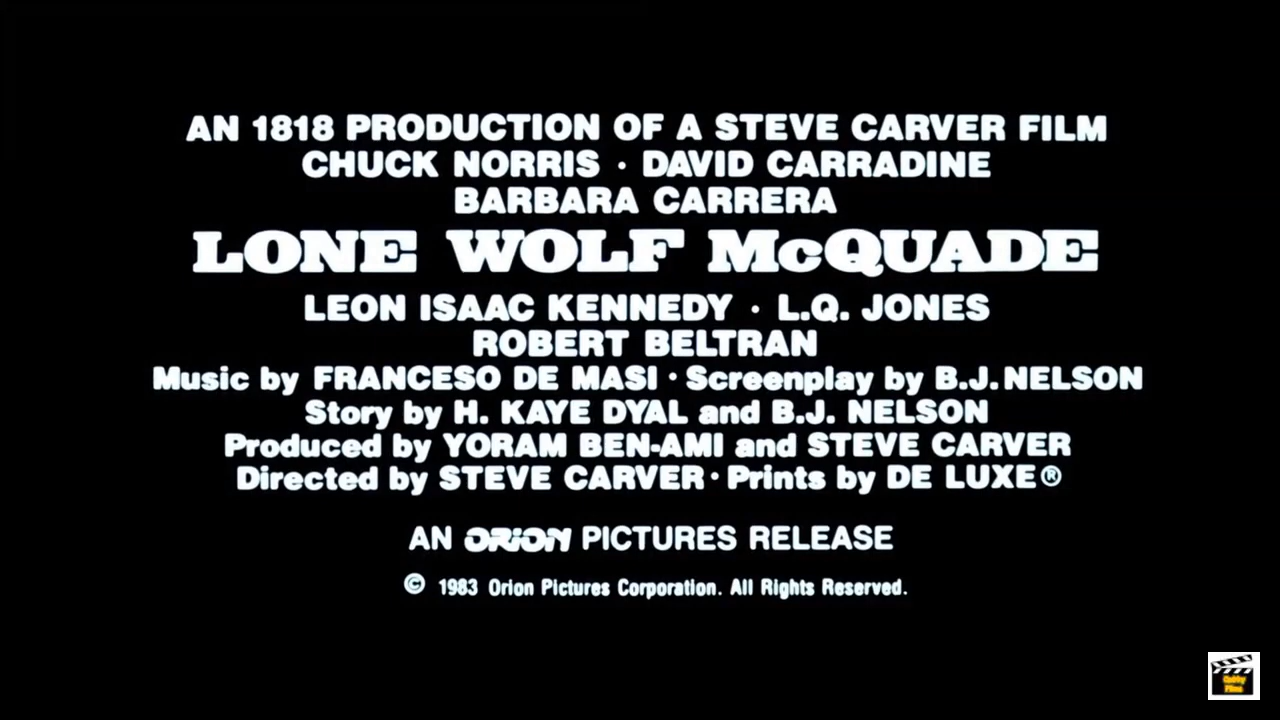 AN 1818 PRODUCTION OF A STEVE CARVER FILM
CHUCK NORRIS · DAVID CARRADINE
BARBARA CARRERA
LONE WOLF McQUADE
LEON ISAAC KENNEDY · L.Q. JONES
ROBERT BELTRAN
Music by FRANCESO DE MASI · Screenplay by B.J. NELSON
Story by H. KAYE DYAL and B.J. NELSON
Produced by YORAM BEN-AMI and STEVE CARVER
Directed by STEVE CARVER · Prints by DE LUXE®
AN ORION PICTURES RELEASE
© 1983 Orion Pictures Corporation. All Rights Reserved.
Films